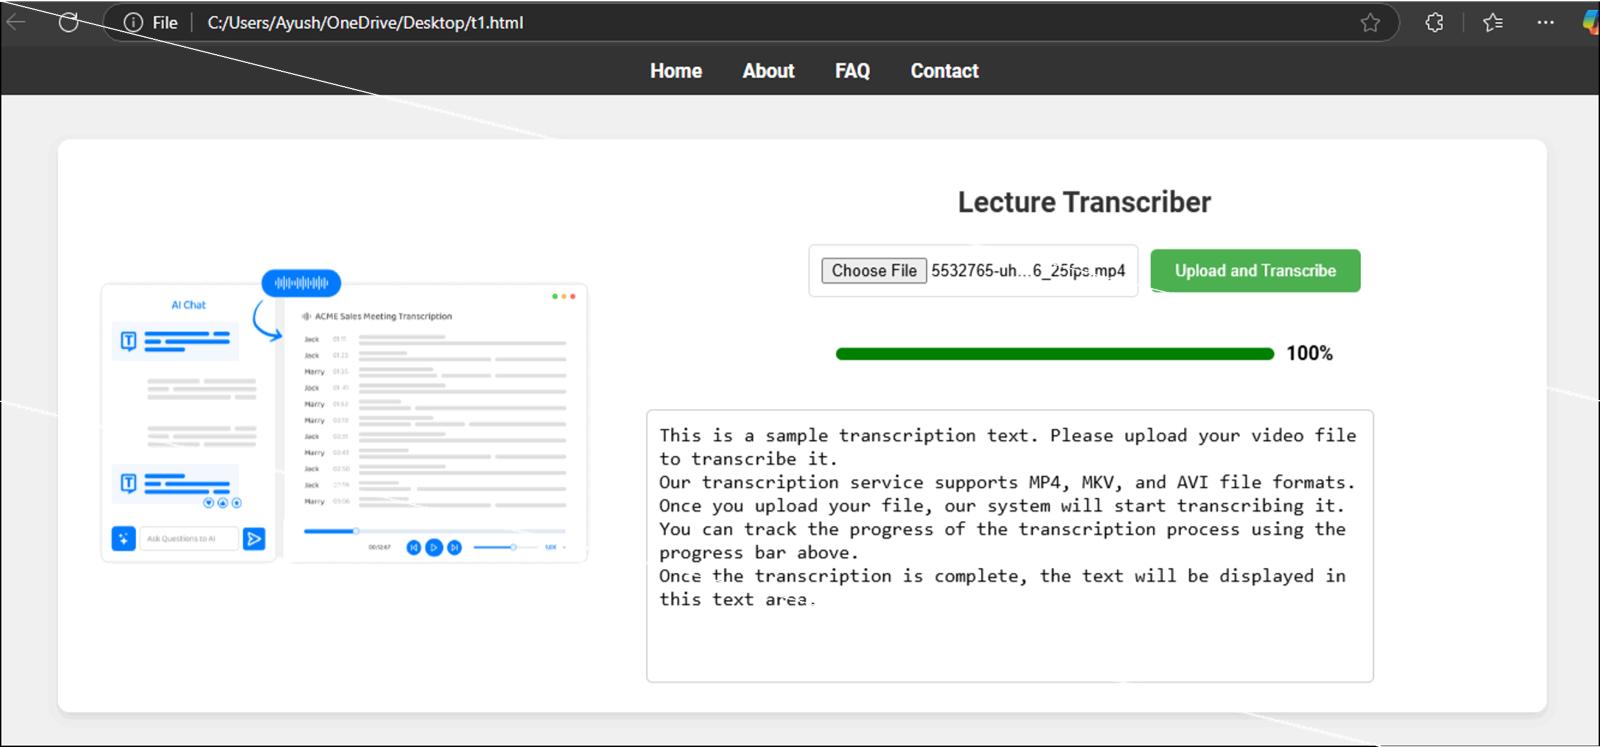 File C:/Users/Ayush/OneDrive/Desktop/t1.html
Home About FAQ Contact
Lecture Transcriber
Choose File 5532765-uh...6_25fps.mp4 Upload and Transcribe
100%
AI Chat
ACME Sales Meeting Transcription
Jack
Jack
Marry
Jack
Marry
Marry
Jack
Marry
Jack
Jack
Marry
Ask Questions to AI
This is a sample transcription text. Please upload your video file
to transcribe it.
Our transcription service supports MP4, MKV, and AVI file formats.
Once you upload your file, our system will start transcribing it.
You can track the progress of the transcription process using the
progress bar above.
Once the transcription is complete, the text will be displayed in
this text area.